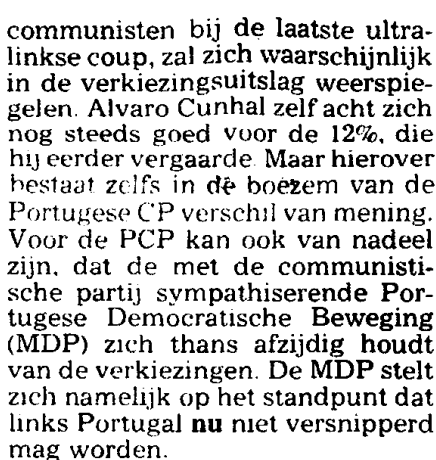 communisten bij de laatste ultra-
linkse coup, zal zich waarschijnlijk
in de verkiezingsuitslag weerspie-
gelen. Alvaro Cunhal zelf acht zich
nog steeds goed voor de 12%, die
hij eerder vergaarde. Maar hierover
bestaat zelfs in de boezem van de
Portugese CP verschil van mening.
Voor de PCP kan ook van nadeel
zijn, dat de met de communisti-
sche partij sympathiserende Por-
tugese Democratische Beweging
(MDP) zich thans afzijdig houdt
van de verkiezingen. De MDP stelt
zich namelijk op het standpunt dat
links Portugal nu niet versnipperd
mag worden.